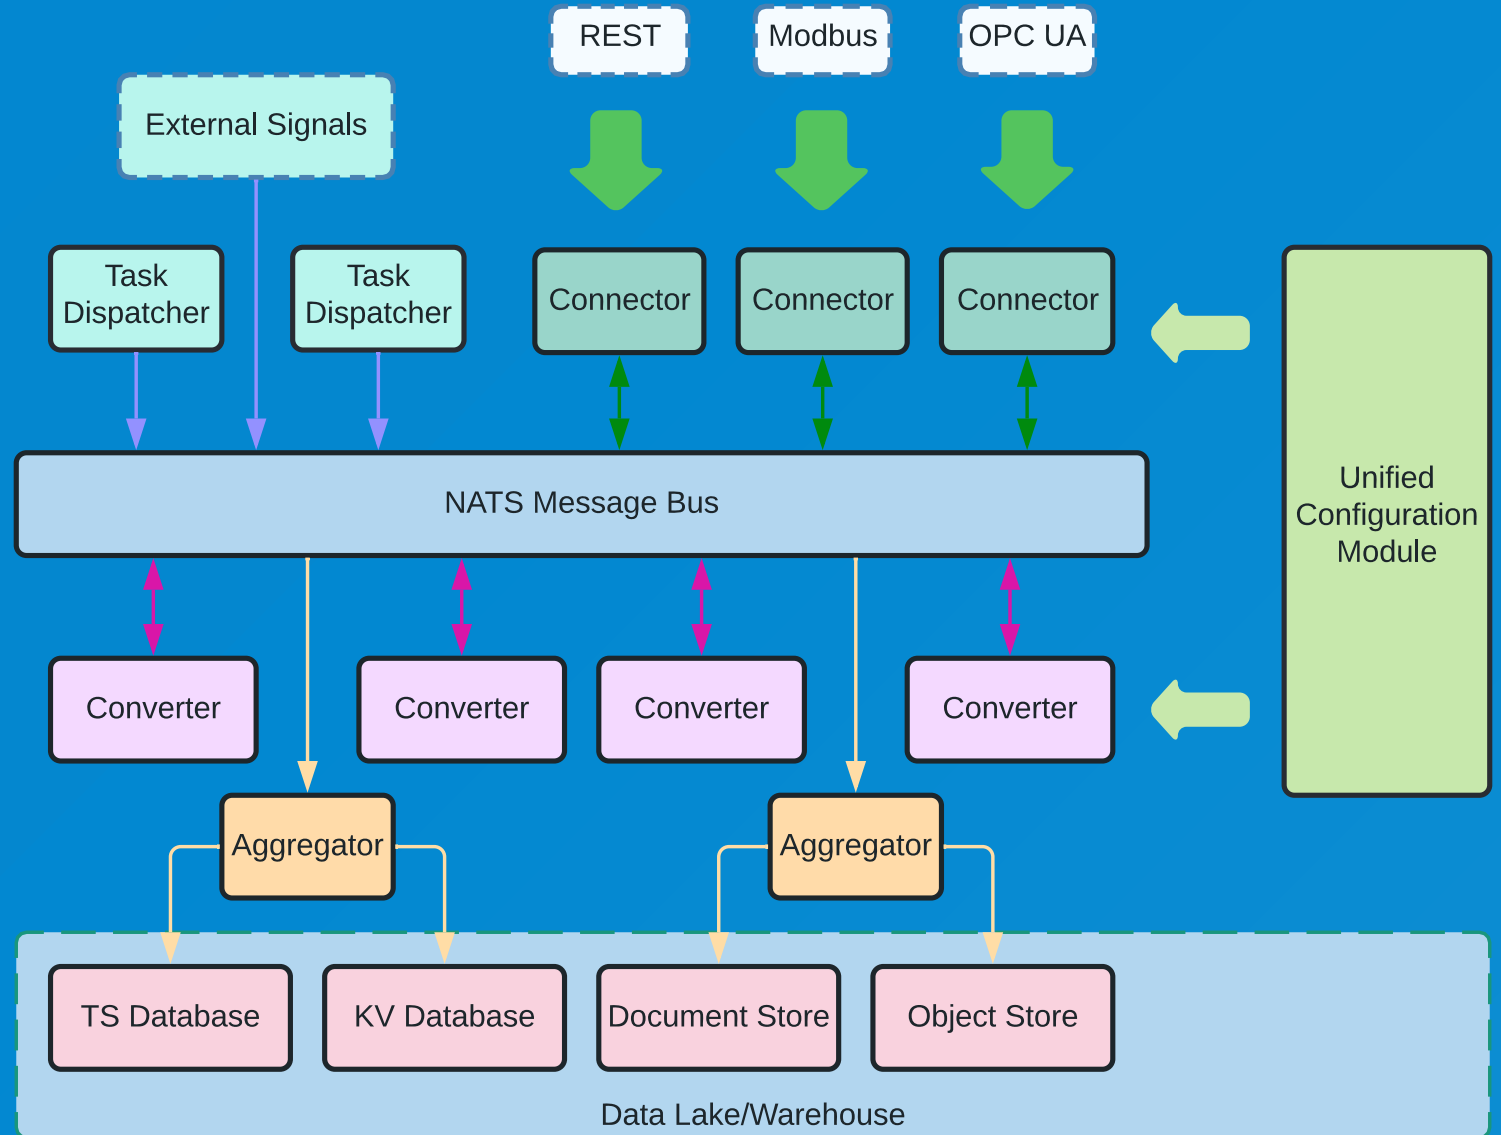 REST
Modbus
OPC UA
External Signals
Task
Dispatcher
Task
Dispatcher
Connector
Connector
Connector
NATS Message Bus
Unified
Configuration
Module
Converter
Converter
Converter
Converter
Aggregator
Aggregator
TS Database
KV Database
Document Store
Object Store
Data Lake/Warehouse